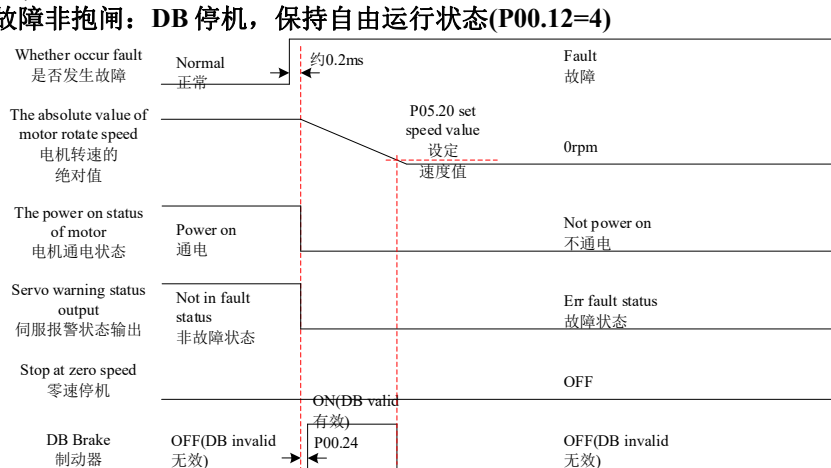 故障非抱闸：DB 停机，保持自由运行状态(P00.12=4)
Whether occur fault
是否发生故障
Normal
正常
约0.2ms
Fault
故障
The absolute value of
motor rotate speed
电机转速的
绝对值
P05.20 set
speed value
设定
速度值
0rpm
The power on status
of motor
电机通电状态
Power on
通电
Not power on
不通电
Servo warning status
output
伺服报警状态输出
Not in fault
status
非故障状态
Err fault status
故障状态
Stop at zero speed
零速停机
OFF
ON(DB valid
有效)
DB Brake
制动器
OFF(DB invalid
无效)
P00.24
OFF(DB invalid
无效)